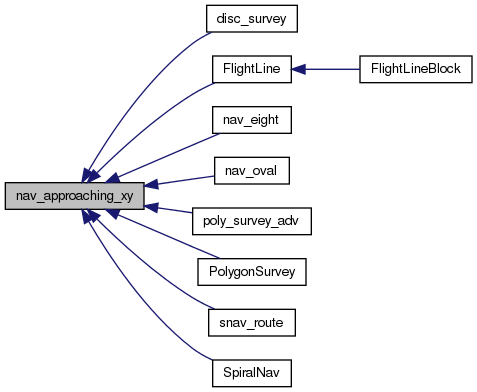 disc_survey
FlightLine
FlightLineBlock
nav_eight
nav_oval
nav_approaching_xy
poly_survey_adv
PolygonSurvey
snav_route
SpiralNav